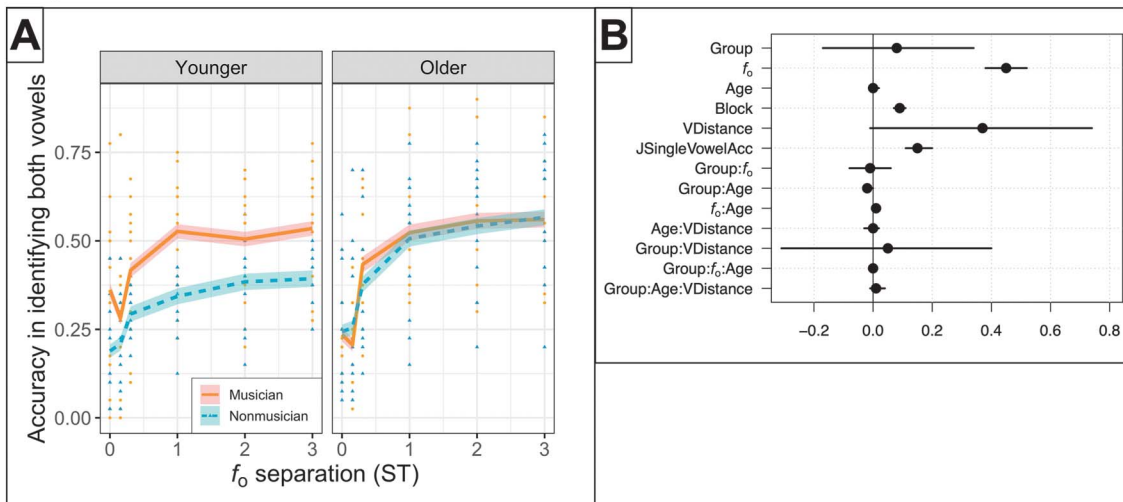 A
Younger
Older
Accuracy in identifying both vowels
0.75
0.50
0.25
0.00
Musician
Nonmusician
0 1 2 3
0 1 2 3
fo separation (ST)
B
Group
fo
Age
Block
VDistance
JSingleVowelAcc
Group:fo
Group:Age
fo:Age
Age:VDistance
Group:VDistance
Group:fo:Age
Group:Age:VDistance
−0.2 0.0 0.2 0.4 0.6 0.8